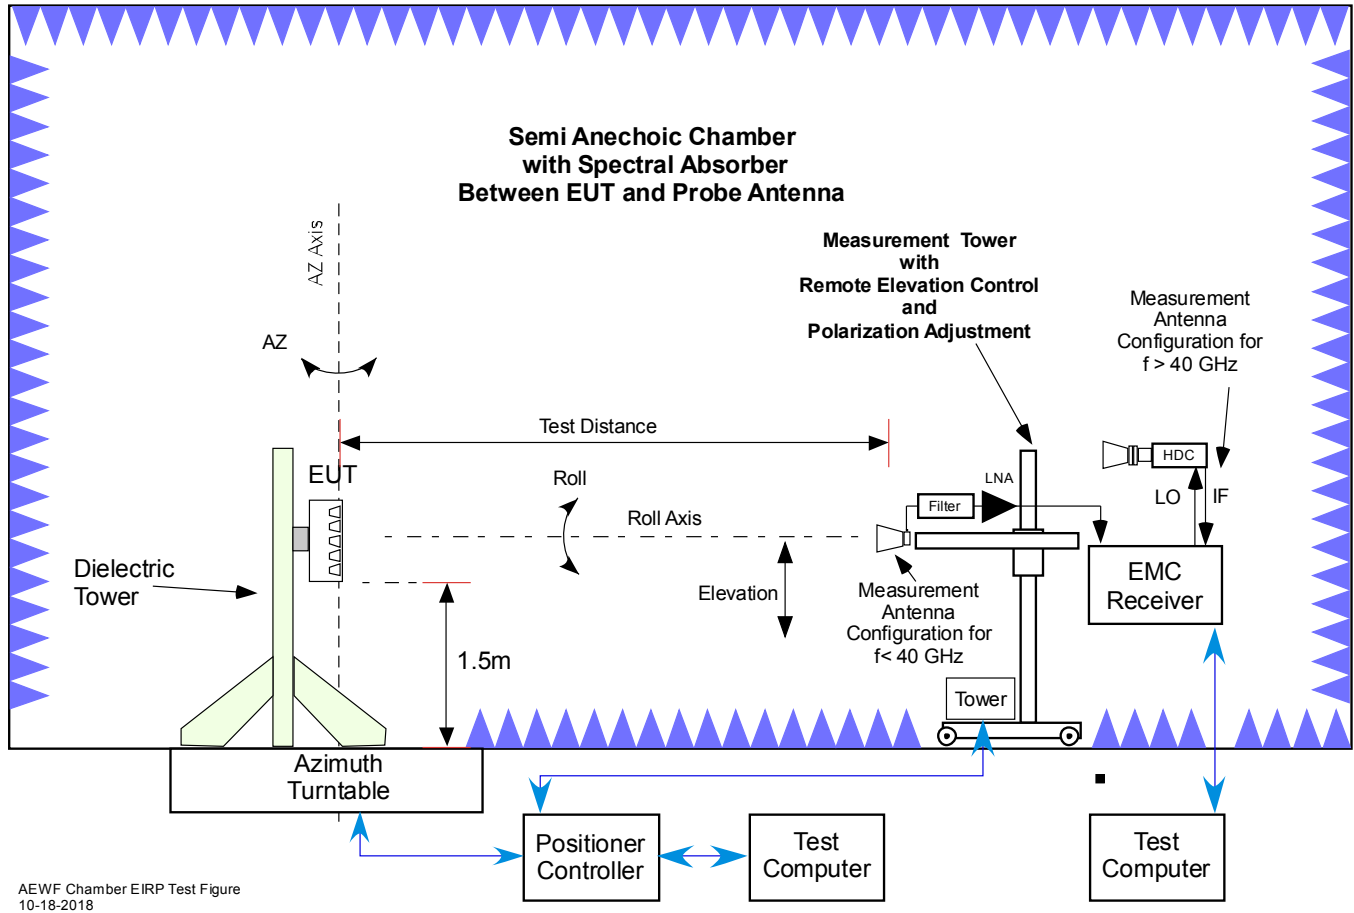 Semi Anechoic Chamber
with Spectral Absorber
Between EUT and Probe Antenna
AZ Axis
AZ
Measurement Tower
with
Remote Elevation Control
and
Polarization Adjustment
Measurement
Antenna
Configuration for
f > 40 GHz
Test Distance
EUT
Roll
Roll Axis
Filter
LNA
HDC
LO
IF
Dielectric
Tower
Elevation
Measurement
Antenna
Configuration for
f< 40 GHz
EMC
Receiver
1.5m
Tower
Azimuth
Turntable
Positioner
Controller
Test
Computer
Test
Computer
AEWF Chamber EIRP Test Figure
10-18-2018